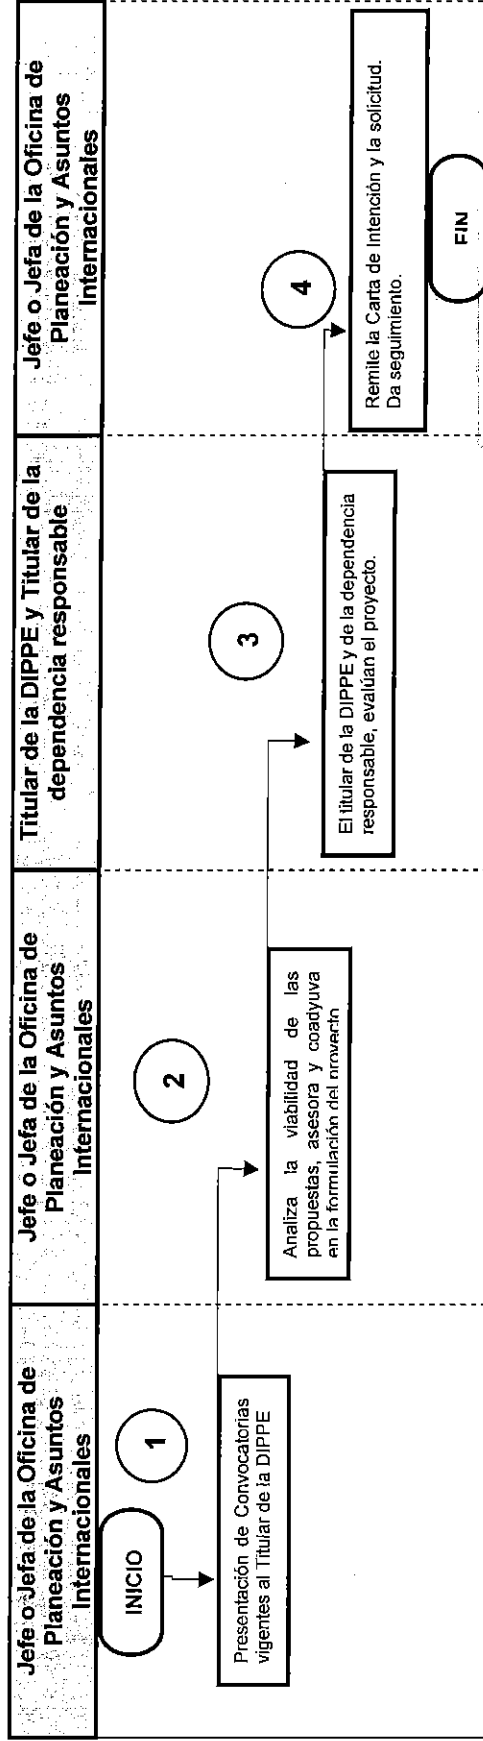 Jefe o Jefa de la Oficina de
Planeación y Asuntos
Internacionales
Jefe o Jefa de la Oficina de
Planeación y Asuntos
Internacionales
Titular de la DIPPE y Titular de la
dependencia responsable
Jefe o Jefa de la Oficina de
Planeación y Asuntos
Internacionales
INICIO
1
Presentación de Convocatorias
vigentes al Titular de la DIPPE
2
Analiza la viabilidad de las
propuestas, asesora y coadyuva
en la formulación del proyecto
3
El titular de la DIPPE y de la dependencia
responsable, evalúan el proyecto.
4
Remite la Carta de Intención y la solicitud.
Da seguimiento.
FIN